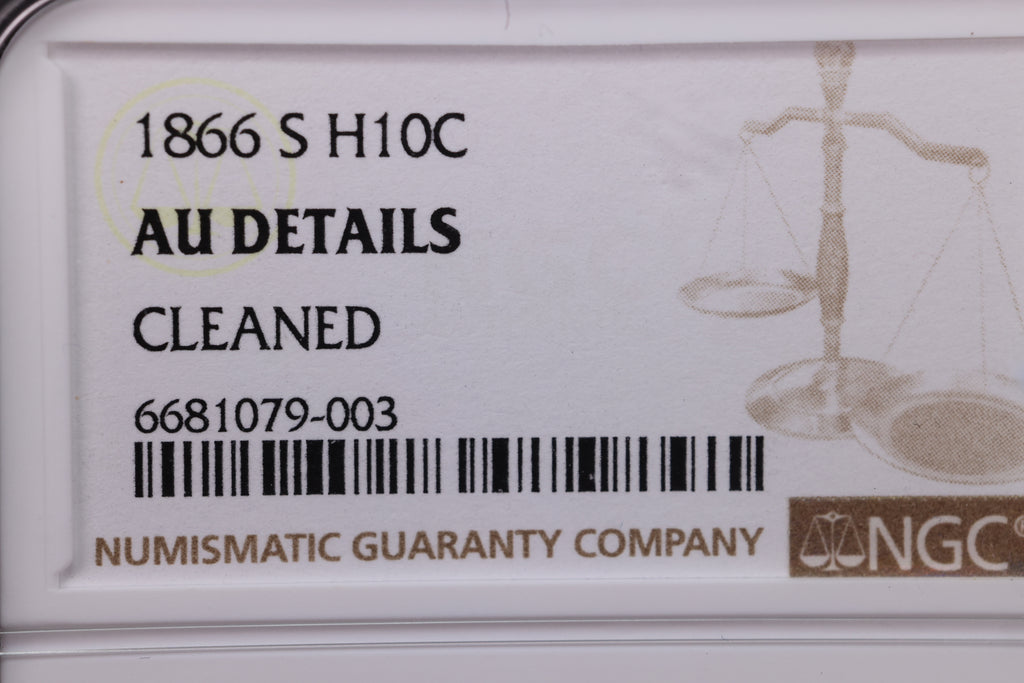 1866 S H10C
AU DETAILS
CLEANED
6681079-003
NUMISMATIC GUARANTY COMPANY
NGC®